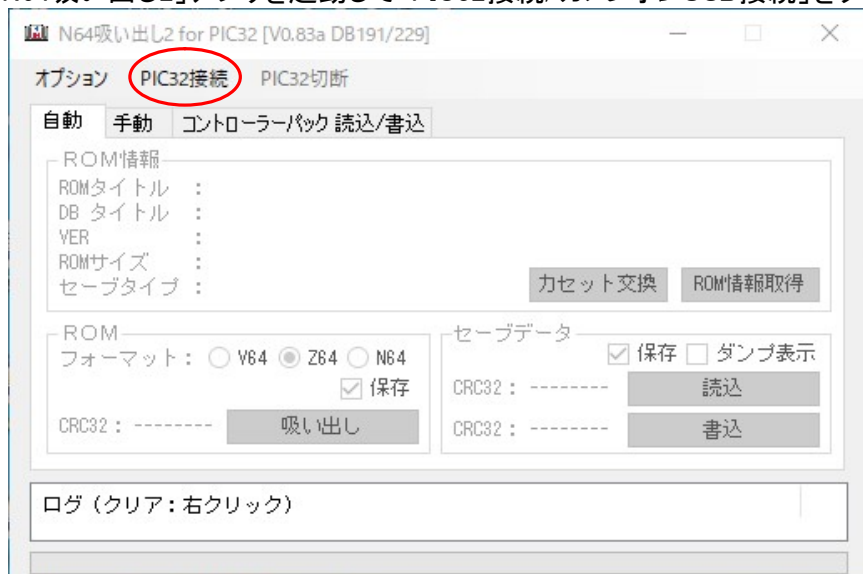 N64吸い出し2 for PIC32 [V0.83a DB191/229]
オプション PIC32接続 PIC32切断
自動 手動 コントローラーパック 読込/書込
ROM情報
ROMタイトル :
DB タイトル :
VER :
ROMサイズ :
セーブタイプ :
カセット交換 ROM情報取得
ROM
フォーマット: V64 Z64 N64
保存
CRC32: --------
吸い出し
セーブデータ
保存 ダンプ表示
CRC32: -------- 読込
CRC32: -------- 書込
ログ (クリア:右クリック)